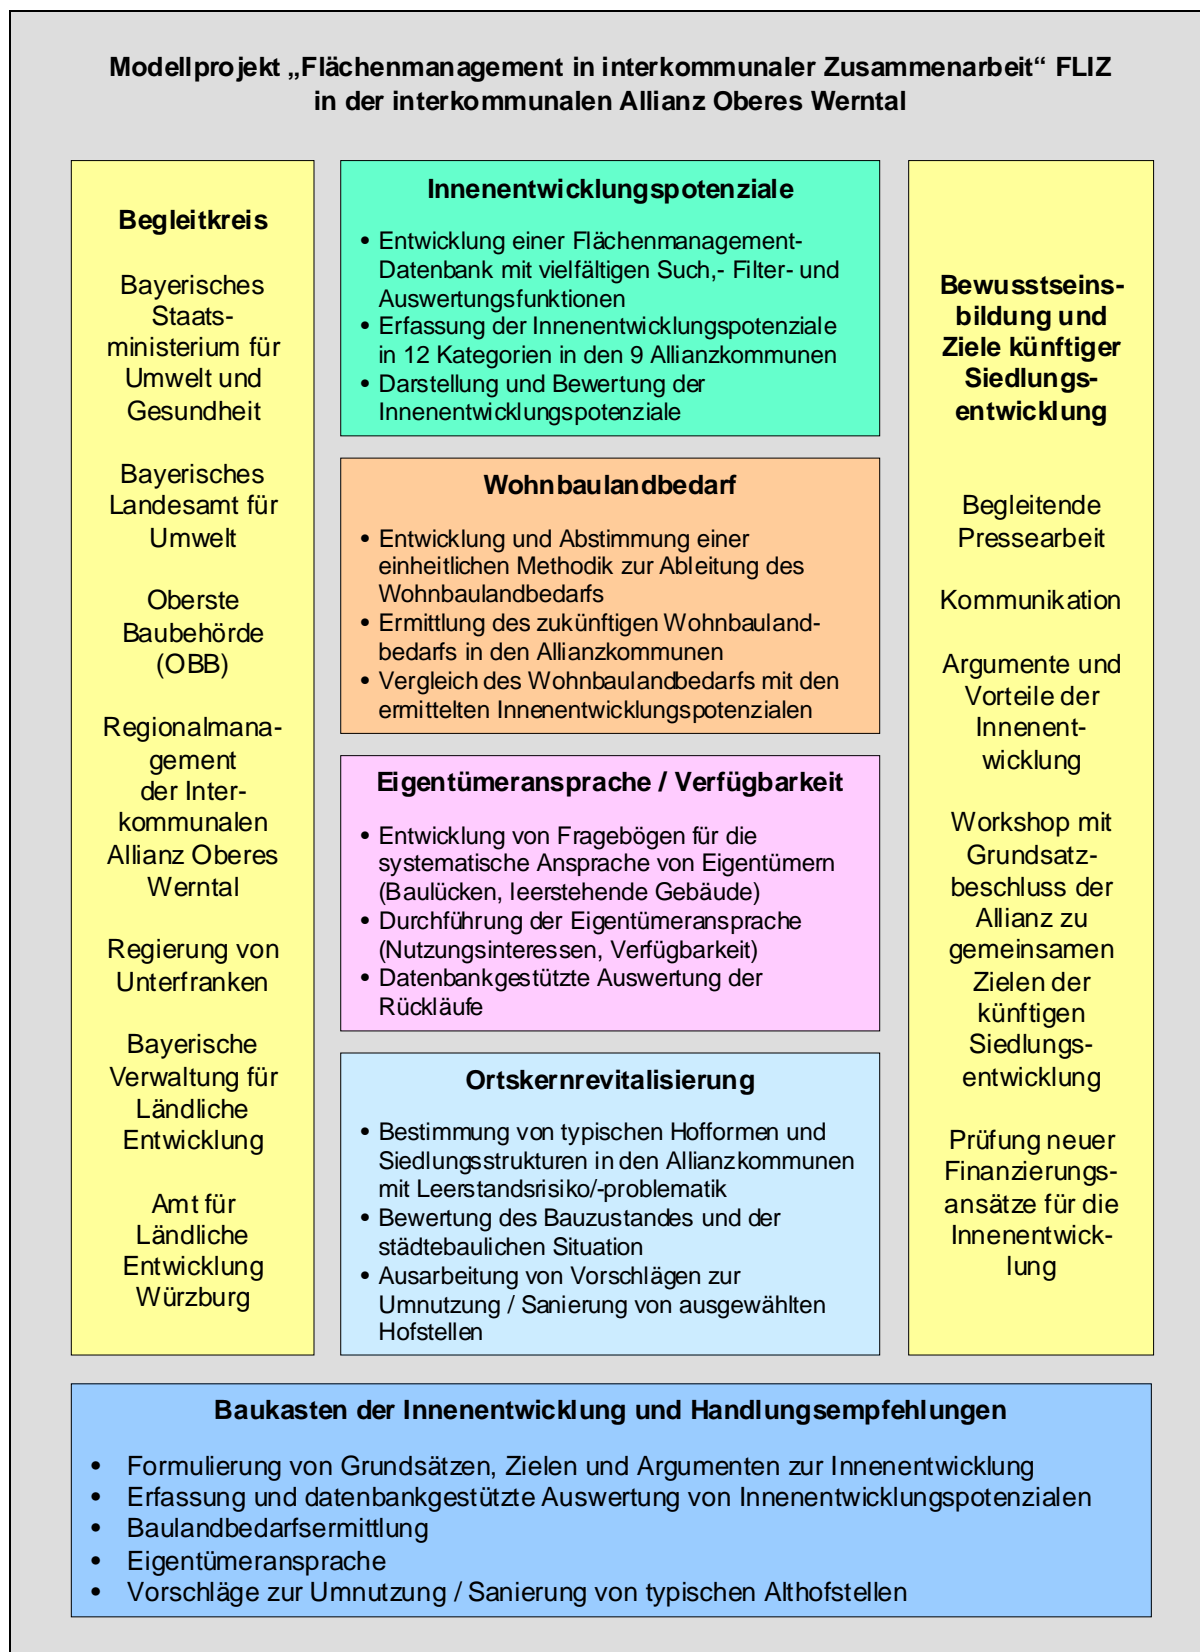 Modellprojekt „Flächenmanagement in interkommunaler Zusammenarbeit“ FLIZ
in der interkommunalen Allianz Oberes Werntal
Begleitkreis
Bayerisches
Staats-
ministerium für
Umwelt und
Gesundheit
Bayerisches
Landesamt für
Umwelt
Oberste
Baubehörde
(OBB)
Regionalmana-
gement
der Inter-
kommunalen
Allianz Oberes
Werntal
Regierung von
Unterfranken
Bayerische
Verwaltung für
Ländliche
Entwicklung
Amt für
Ländliche
Entwicklung
Würzburg
Innenentwicklungspotenziale
• Entwicklung einer Flächenmanagement-
Datenbank mit vielfältigen Such,- Filter- und
Auswertungsfunktionen
• Erfassung der Innenentwicklungspotenziale
in 12 Kategorien in den 9 Allianzkommunen
• Darstellung und Bewertung der
Innenentwicklungspotenziale
Wohnbaulandbedarf
• Entwicklung und Abstimmung einer
einheitlichen Methodik zur Ableitung des
Wohnbaulandbedarfs
• Ermittlung des zukünftigen Wohnbauland-
bedarfs in den Allianzkommunen
• Vergleich des Wohnbaulandbedarfs mit den
ermittelten Innenentwicklungspotenzialen
Eigentümeransprache / Verfügbarkeit
• Entwicklung von Fragebögen für die
systematische Ansprache von Eigentümern
(Baulücken, leerstehende Gebäude)
• Durchführung der Eigentümeransprache
(Nutzungsinteressen, Verfügbarkeit)
• Datenbankgestützte Auswertung der
Rückläufe
Ortskernrevitalisierung
• Bestimmung von typischen Hofformen und
Siedlungsstrukturen in den Allianzkommunen
mit Leerstandsrisiko/-problematik
• Bewertung des Bauzustandes und der
städtebaulichen Situation
• Ausarbeitung von Vorschlägen zur
Umnutzung / Sanierung von ausgewählten
Hofstellen
Bewusstseins-
bildung und
Ziele künftiger
Siedlungs-
entwicklung
Begleitende
Pressearbeit
Kommunikation
Argumente und
Vorteile der
Innenent-
wicklung
Workshop mit
Grundsatz-
beschluss der
Allianz zu
gemeinsamen
Zielen der
künftigen
Siedlungs-
entwicklung
Prüfung neuer
Finanzierungs-
ansätze für die
Innenentwick-
lung
Baukasten der Innenentwicklung und Handlungsempfehlungen
• Formulierung von Grundsätzen, Zielen und Argumenten zur Innenentwicklung
• Erfassung und datenbankgestützte Auswertung von Innenentwicklungspotenzialen
• Baulandbedarfsermittlung
• Eigentümeransprache
• Vorschläge zur Umnutzung / Sanierung von typischen Althofstellen